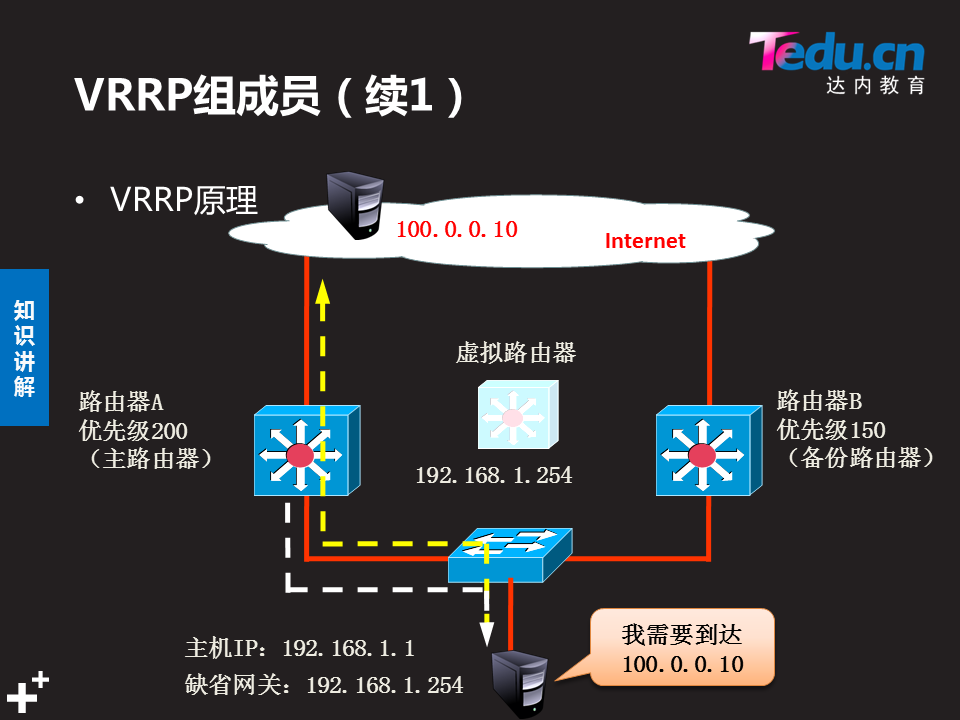 Tedu.cn
达内教育
VRRP组成员（续1）
• VRRP原理
100.0.0.10
Internet
知
识
讲
解
虚拟路由器
192.168.1.254
路由器A
优先级200
（主路由器）
路由器B
优先级150
（备份路由器）
主机IP：192.168.1.1
缺省网关：192.168.1.254
我需要到达
100.0.0.10